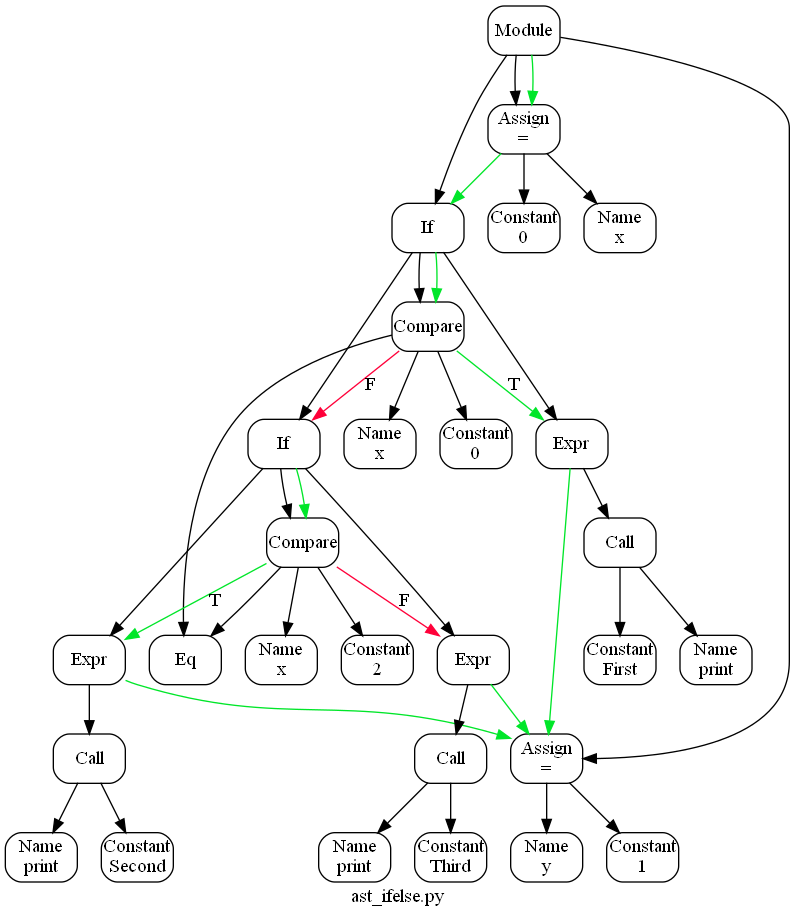 Module
Assign
=
If
Constant
0
Name
x
Compare
F
T
If
Name
x
Constant
0
Expr
Compare
Call
T
F
Expr
Eq
Name
x
Constant
2
Expr
Constant
First
Name
print
Call
Call
Assign
=
Name
print
Constant
Second
Name
print
Constant
Third
Name
y
Constant
1
ast_ifelse.py